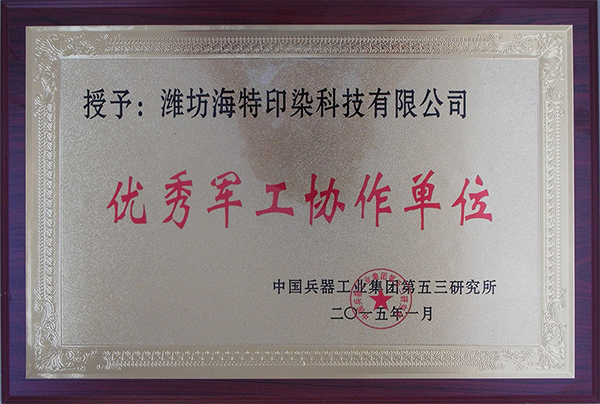 授予：潍坊海特印染科技有限公司
优秀军工协作单位
中国兵器工业集团第五三研究所
二〇一五年一月